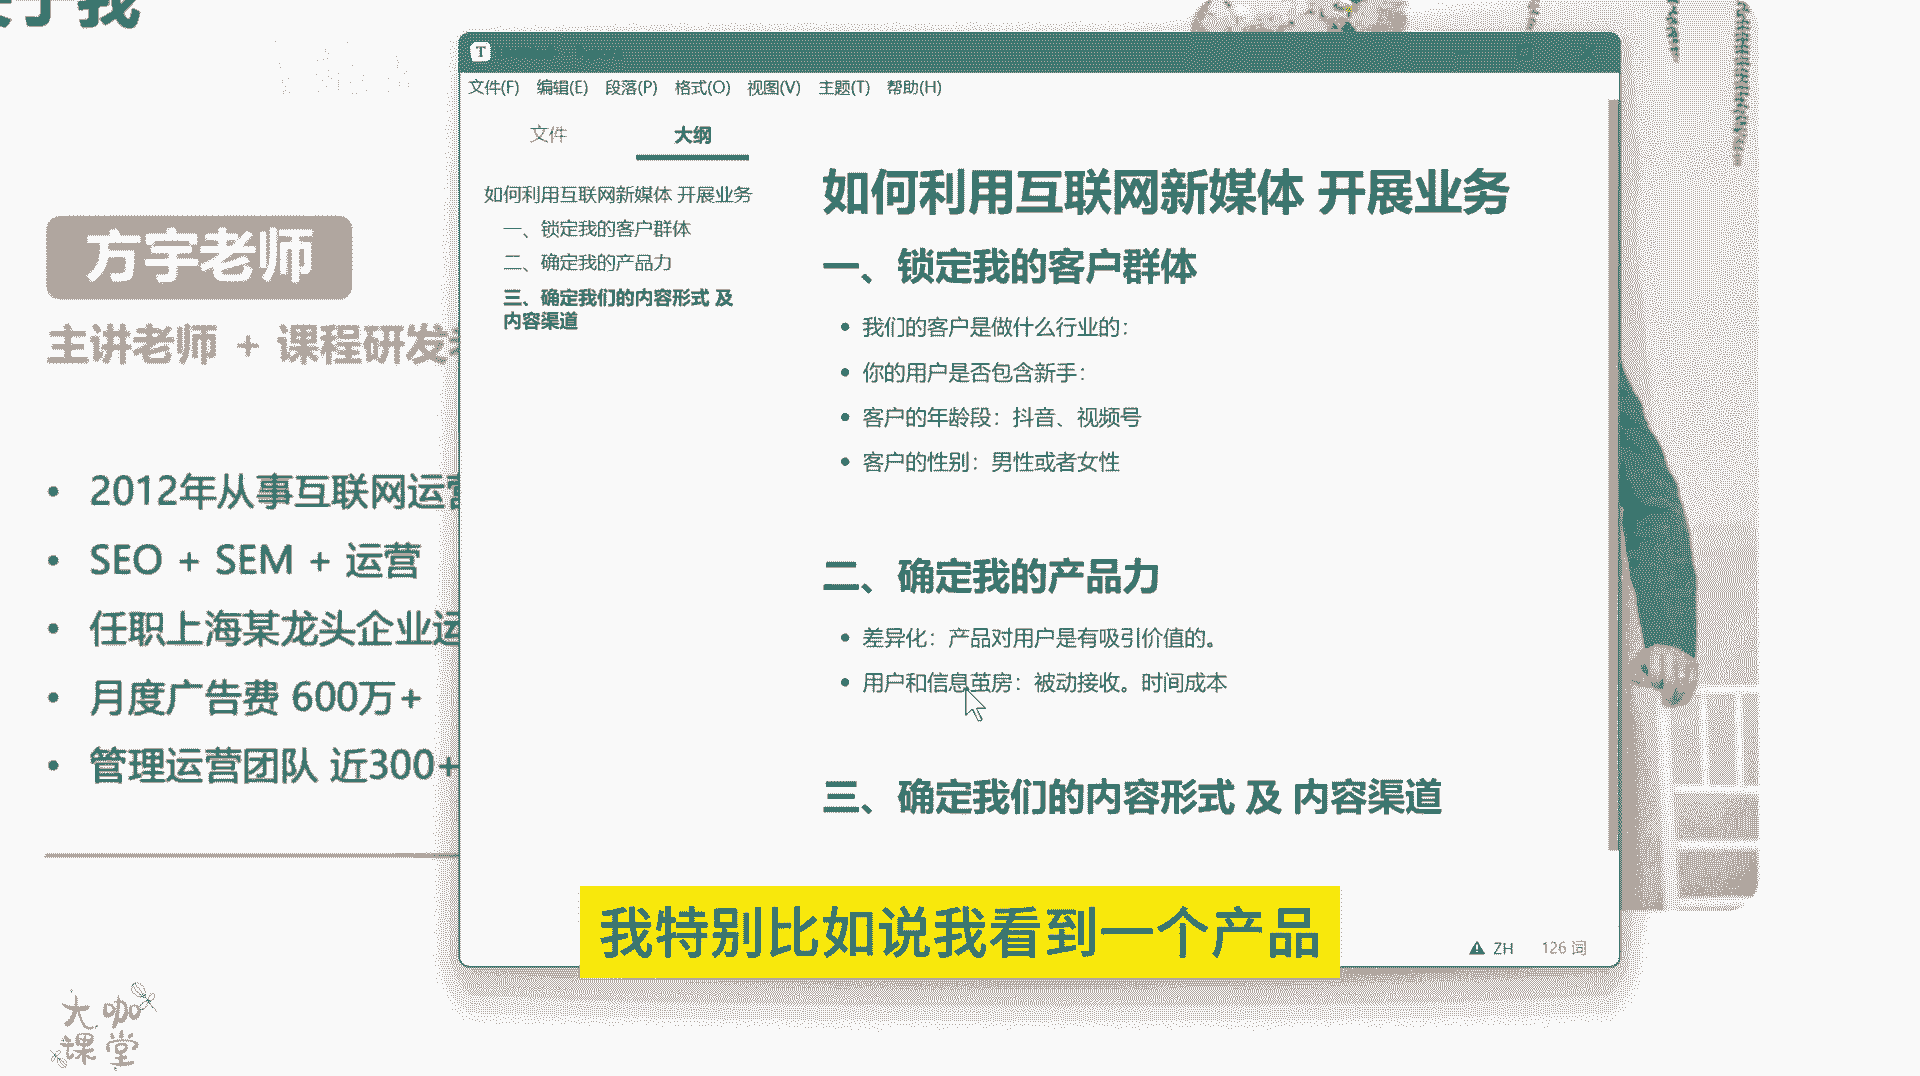 于我
方宇老师
主讲老师 + 课程研发
2012年从事互联网运营
SEO + SEM + 运营
任职上海某龙头企业运
月度广告费 600万+
管理运营团队 近300+
大咖
课堂
T
文件(F) 编辑(E) 段落(P) 格式(O) 视图(V) 主题(T) 帮助(H)
文件 大纲
如何利用互联网新媒体 开展业务
一、锁定我的客户群体
二、确定我的产品力
三、确定我们的内容形式 及
内容渠道
如何利用互联网新媒体 开展业务
一、锁定我的客户群体
我们的客户是做什么行业的：
你的用户是否包含新手：
客户的年龄段：抖音、视频号
客户的性别：男性或者女性
二、确定我的产品力
差异化：产品对用户是有吸引价值的。
用户和信息茧房：被动接收。时间成本
三、确定我们的内容形式 及 内容渠道
ZH 126 词
我特别比如说我看到一个产品